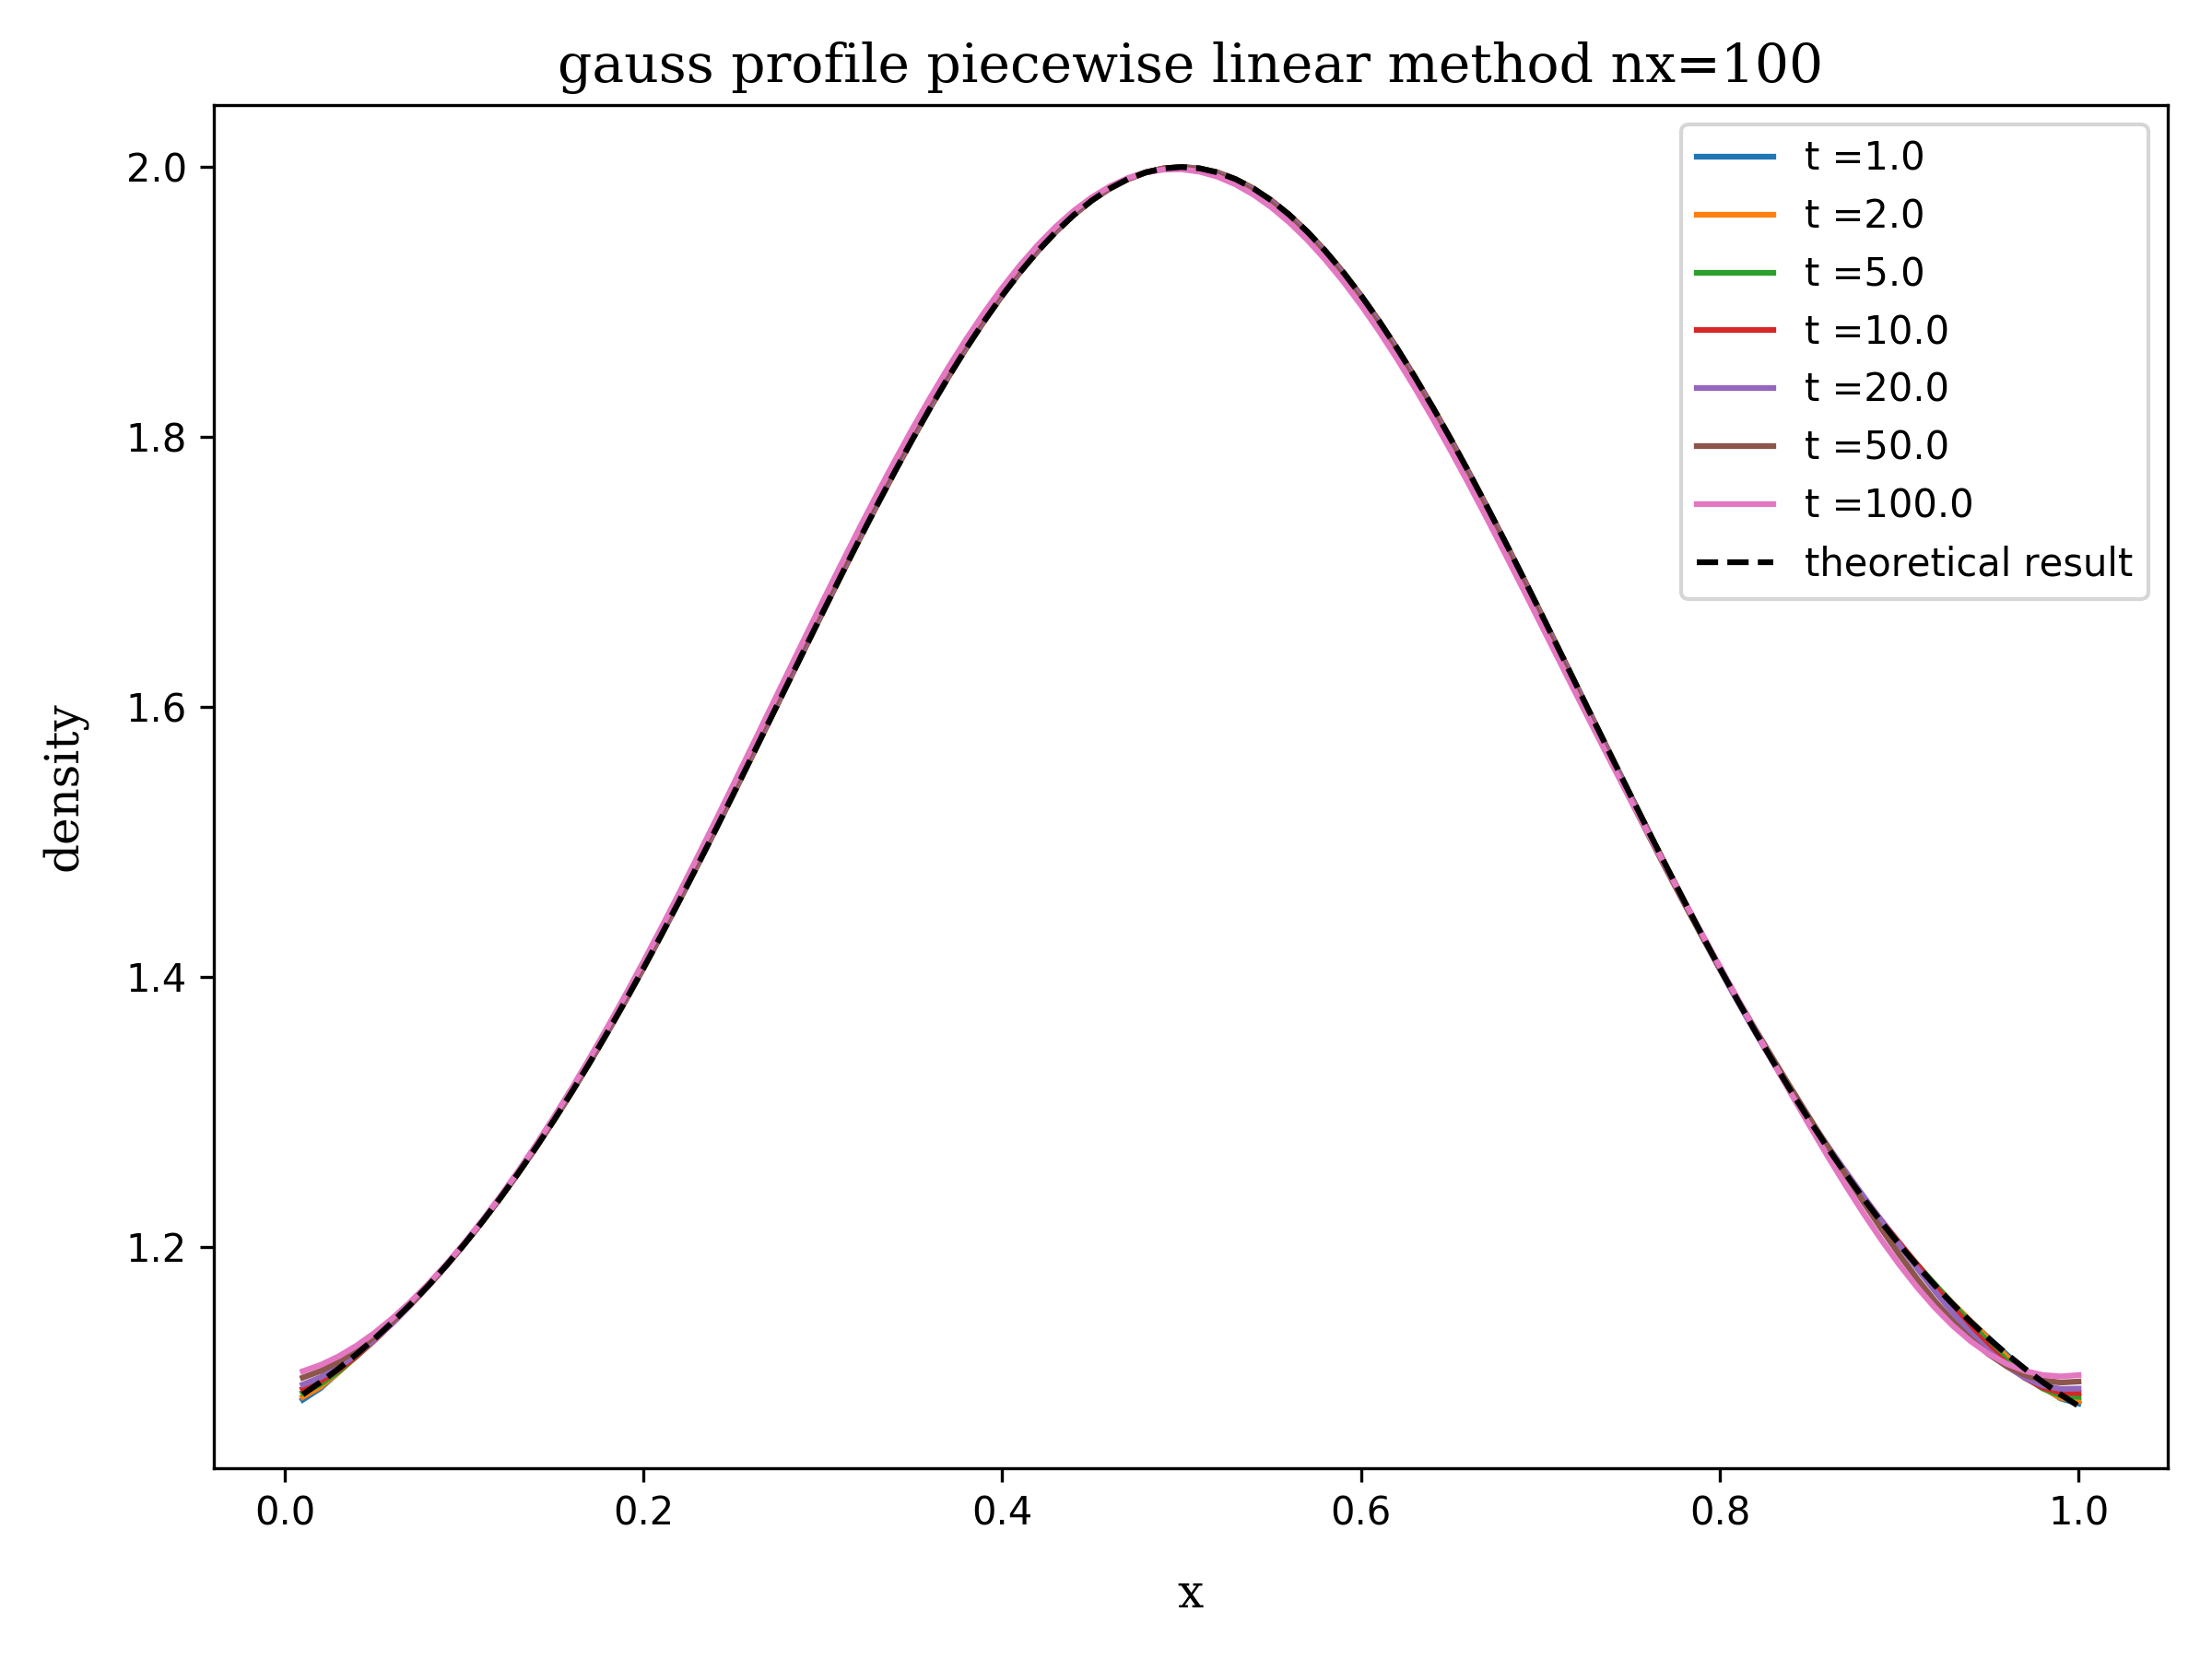 gauss profile piecewise linear method nx=100
t =1.0
t =2.0
t =5.0
t =10.0
t =20.0
t =50.0
t =100.0
theoretical result
density
2.0
1.8
1.6
1.4
1.2
0.0 0.2 0.4 0.6 0.8 1.0
x